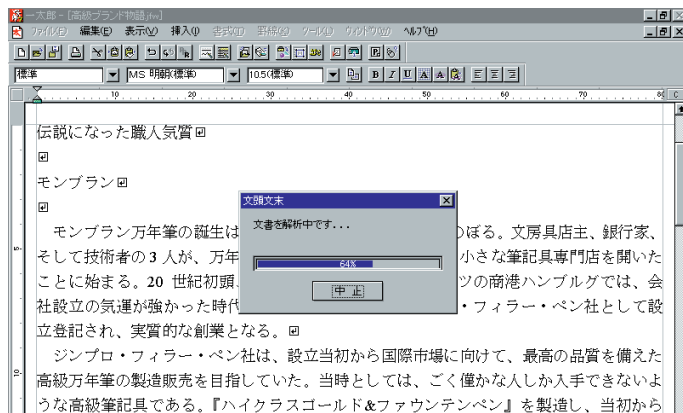 一太郎 - [高級ブランド物語.jtw]
ファイル(F) 編集(E) 表示(V) 挿入(I) 書式(O) 罫線(K) ツール(T) ウィンドウ(W) ヘルプ(H)
標準 MS 明朝(標準) 10.5(標準) B I U A A
10 20 30 40 50 60 70 80
伝説になった職人気質
モンブラン
モンブラン万年筆の誕生は
のぼる。文房具店主、銀行家、
そして技術者の3人が、万年
小さな筆記具専門店を開いた
ことに始まる。20 世紀初頭
ツの商港ハンブルグでは、会
社設立の気運が強かった時代
・フィラー・ペン社として設
立登記され、実質的な創業となる。
ジンプロ・フィラー・ペン社は、設立当初から国際市場に向けて、最高の品質を備えた
高級万年筆の製造販売を目指していた。当時としては、ごく僅かな人しか入手できないよ
うな高級筆記具である。『ハイクラスゴールド&ファウンテンペン』を製造し、当初から
文頭文末
文書を解析中です...
64%
中 止